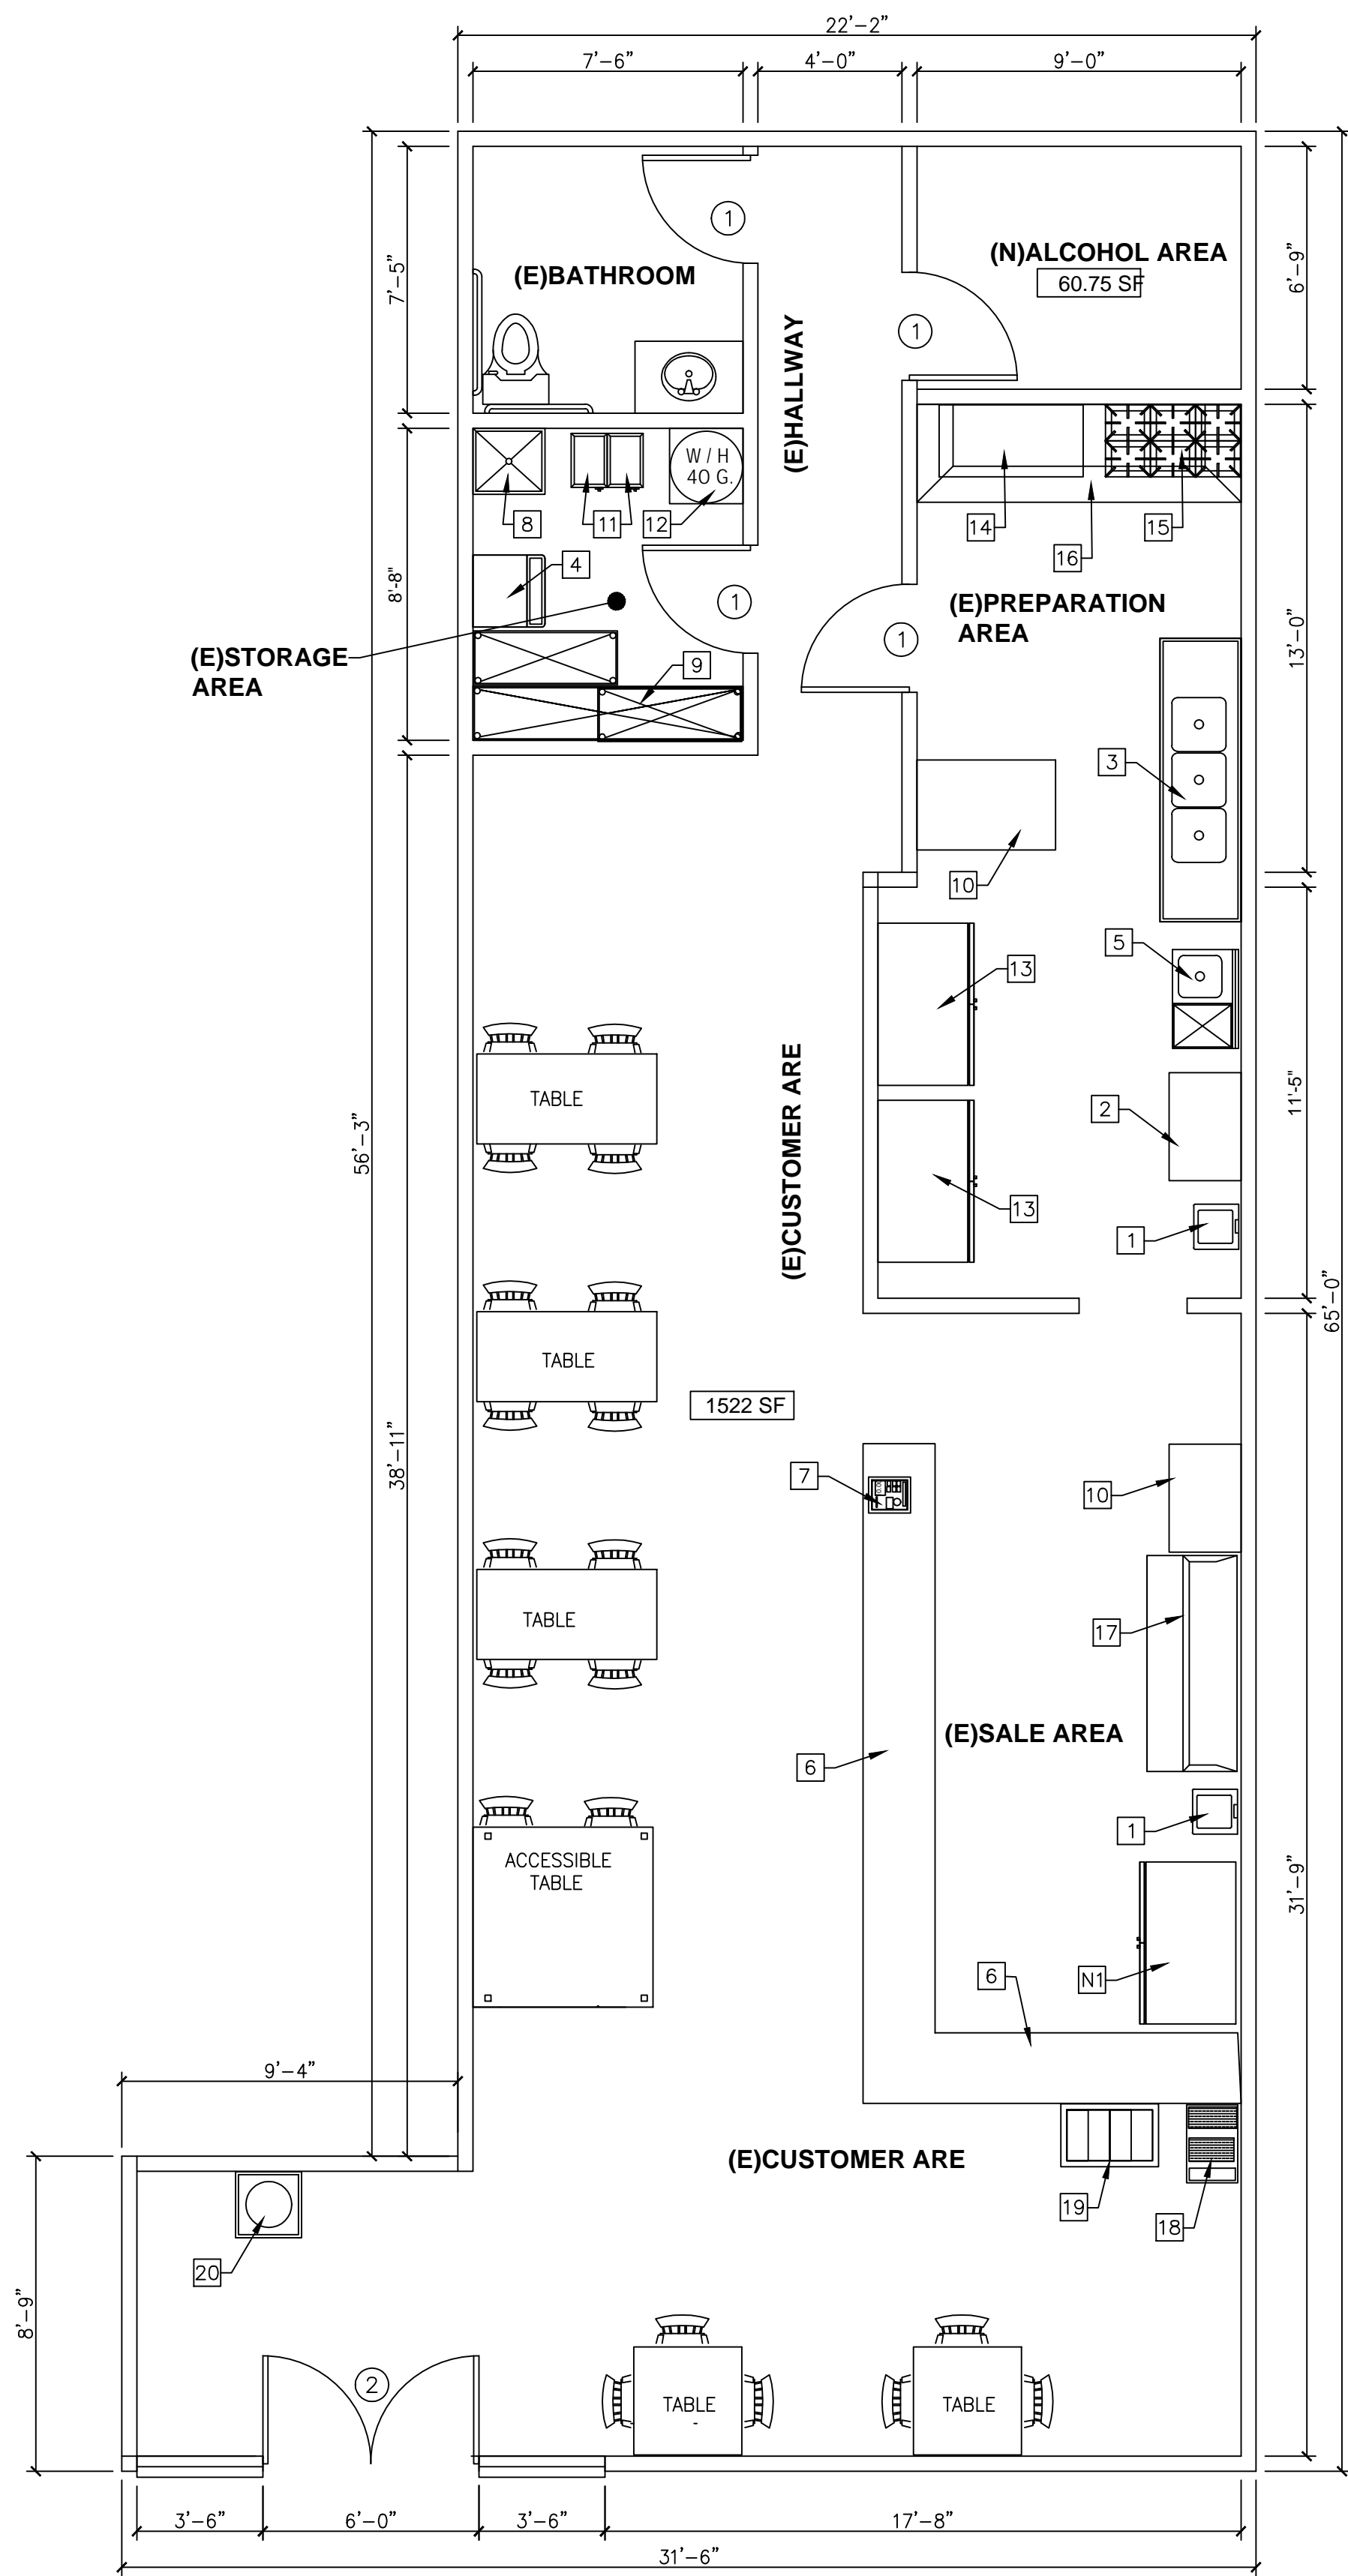 22'-2"
7'-6" 4'-0" 9'-0"
1
(N)ALCOHOL AREA
60.75 SF
(E)BATHROOM
7'-5"
6'-9"
1
(E)HALLWAY
W / H
40 G.
8 11 12 14 16 15
4
8'-8"
1
(E)PREPARATION
AREA
1
13'-0"
(E)STORAGE
AREA
9
3
10
5
13
TABLE
2
11'-5"
(E)CUSTOMER ARE
56'-3"
13
1
65'-0"
TABLE
1522 SF
38'-11"
7
10
TABLE
17
(E)SALE AREA
6
1
ACCESSIBLE
TABLE
31'-9"
6
N1
9'-4"
(E)CUSTOMER ARE
19
18
20
8'-9"
2
TABLE
TABLE
3'-6" 6'-0" 3'-6" 17'-8"
31'-6"